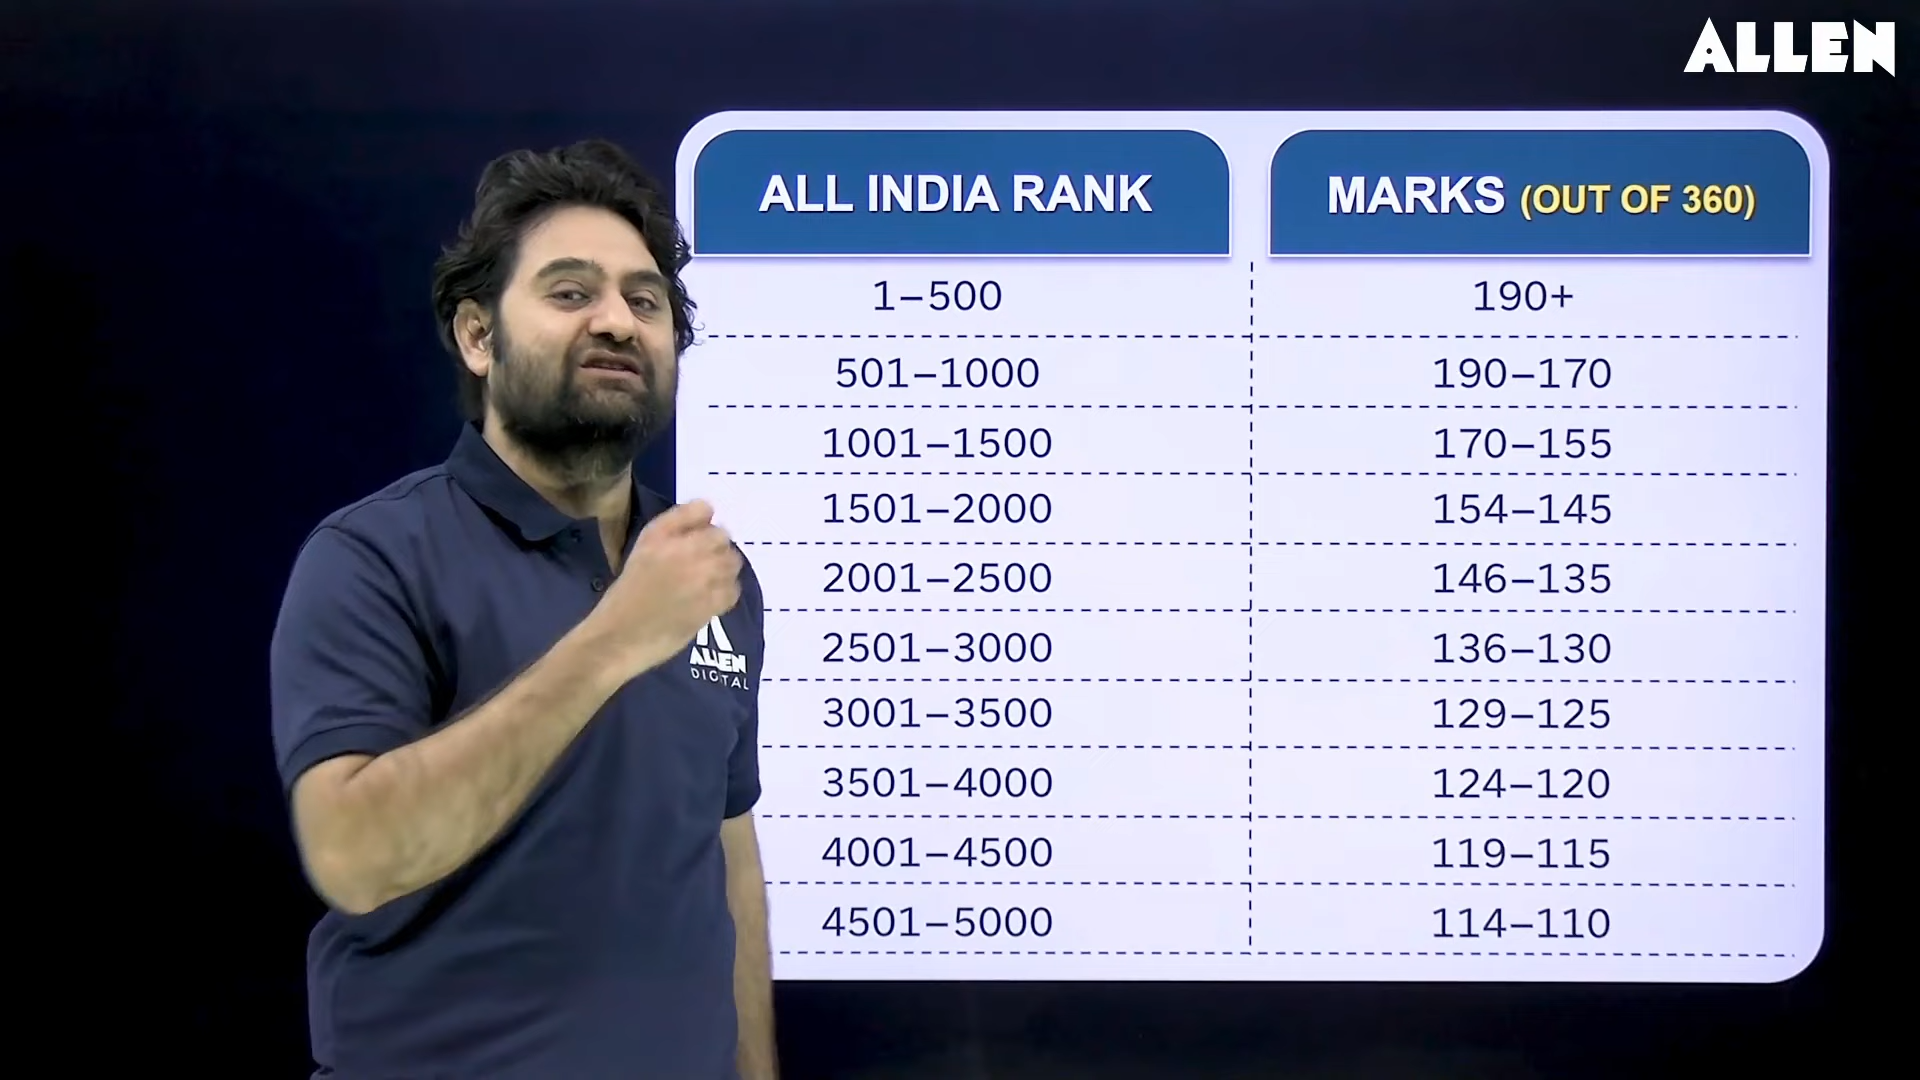 ALLEN
ALL INDIA RANK MARKS (OUT OF 360)
1–500 190+
501–1000 190–170
1001–1500 170–155
1501–2000 154–145
2001–2500 146–135
2501–3000 136–130
3001–3500 129–125
3501–4000 124–120
4001–4500 119–115
4501–5000 114–110
ALLEN
DIGITAL